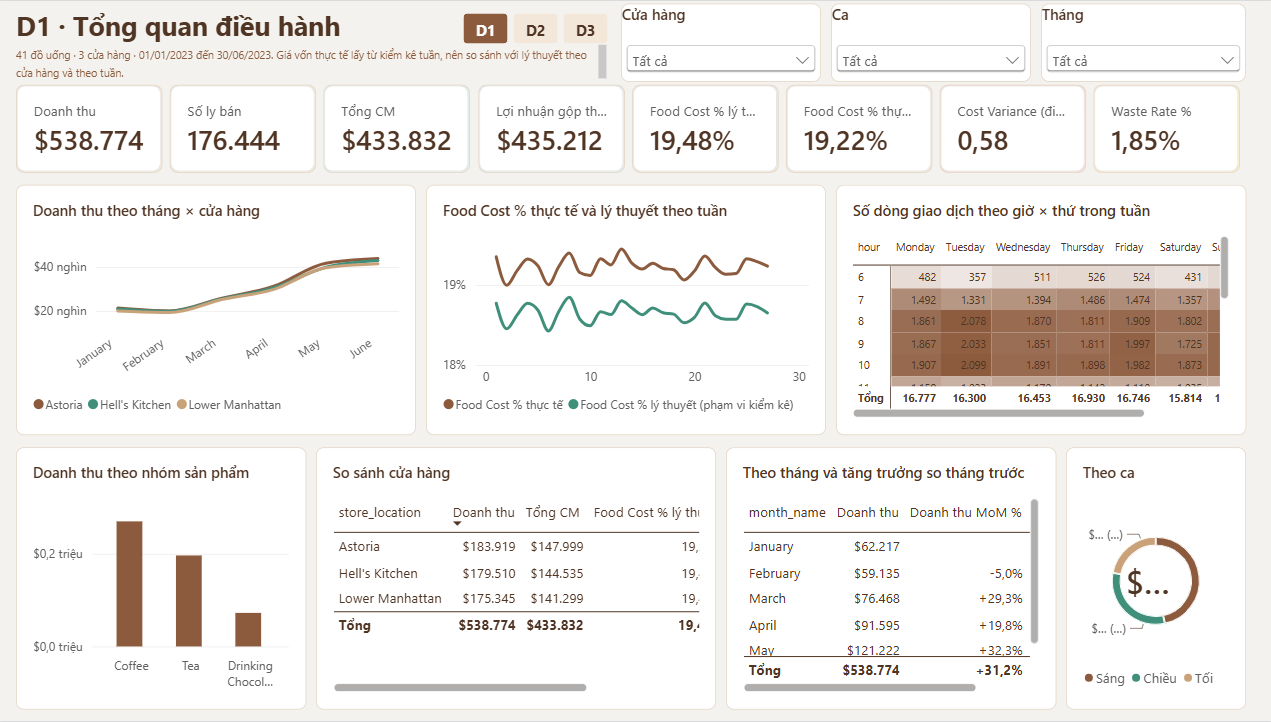 D1 · Tổng quan điều hành
D1 D2 D3
41 đồ uống · 3 cửa hàng · 01/01/2023 đến 30/06/2023. Giá vốn thực tế lấy từ kiểm kê tuần, nên so sánh với lý thuyết theo
cửa hàng và theo tuần.
Cửa hàng
Tất cả
Ca
Tất cả
Tháng
Tất cả
Doanh thu
$538.774
Số ly bán
176.444
Tổng CM
$433.832
Lợi nhuận gộp th...
$435.212
Food Cost % lý t...
19,48%
Food Cost % thự...
19,22%
Cost Variance (đi...
0,58
Waste Rate %
1,85%
Doanh thu theo tháng × cửa hàng
$40 nghìn
$20 nghìn
January February March April May June
Astoria Hell's Kitchen Lower Manhattan
Food Cost % thực tế và lý thuyết theo tuần
19%
18%
0 10 20 30
Food Cost % thực tế Food Cost % lý thuyết (phạm vi kiểm kê)
Số dòng giao dịch theo giờ × thứ trong tuần
hour Monday Tuesday Wednesday Thursday Friday Saturday
6 482 357 511 526 524 431
7 1.492 1.331 1.394 1.486 1.474 1.357
8 1.861 2.078 1.870 1.811 1.909 1.802
9 1.867 2.033 1.851 1.811 1.997 1.725
10 1.907 2.099 1.891 1.898 1.982 1.873
Tổng 16.777 16.300 16.453 16.930 16.746 15.814
Doanh thu theo nhóm sản phẩm
$0,2 triệu
$0,0 triệu
Coffee Tea Drinking
Chocol...
So sánh cửa hàng
store_location Doanh thu Tổng CM Food Cost % lý
Astoria $183.919 $147.999 19,
Hell's Kitchen $179.510 $144.535 19,
Lower Manhattan $175.345 $141.299 19,
Tổng $538.774 $433.832 19,
Theo tháng và tăng trưởng so tháng trước
month_name Doanh thu Doanh thu MoM %
January $62.217
February $59.135 -5,0%
March $76.468 +29,3%
April $91.595 +19,8%
May $121.222 +32,3%
Tổng $538.774 +31,2%
Theo ca
$... (...)
$...
$... (...)
Sáng Chiều Tối